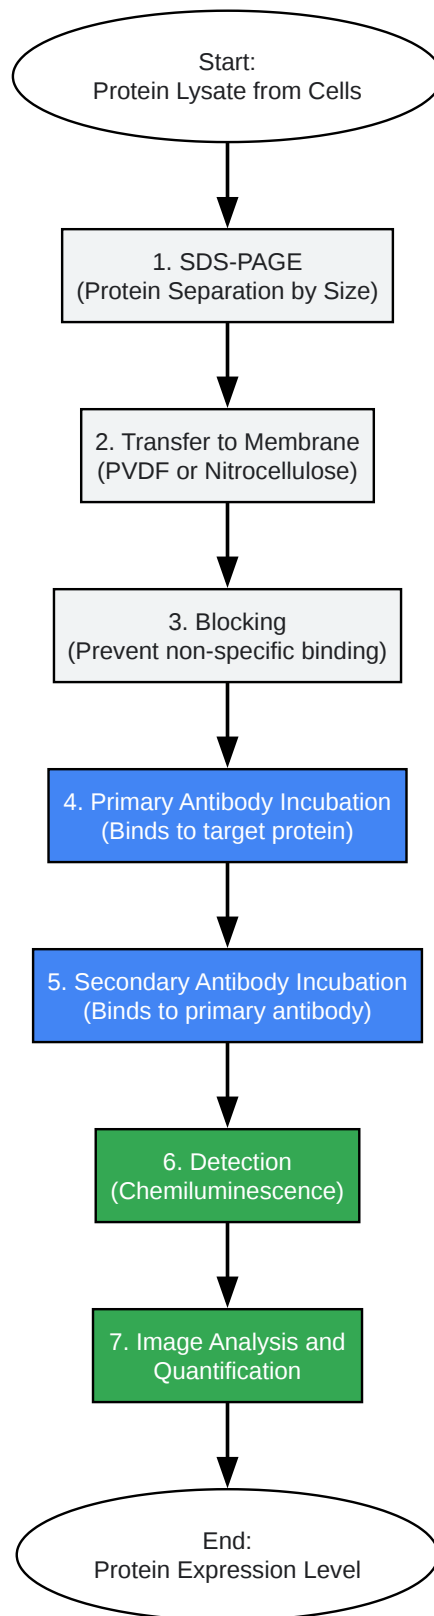 Start:
Protein Lysate from Cells
1. SDS-PAGE
(Protein Separation by Size)
2. Transfer to Membrane
(PVDF or Nitrocellulose)
3. Blocking
(Prevent non-specific binding)
4. Primary Antibody Incubation
(Binds to target protein)
5. Secondary Antibody Incubation
(Binds to primary antibody)
6. Detection
(Chemiluminescence)
7. Image Analysis and
Quantification
End:
Protein Expression Level